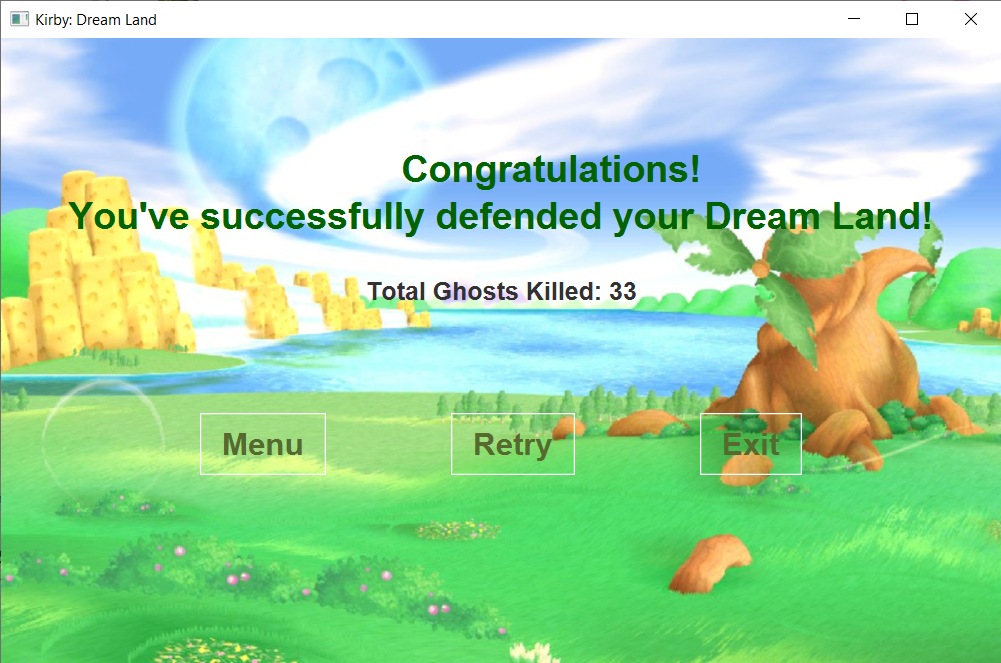 Kirby: Dream Land
Congratulations!
You've successfully defended your Dream Land!
Total Ghosts Killed: 33
Menu
Retry
Exit